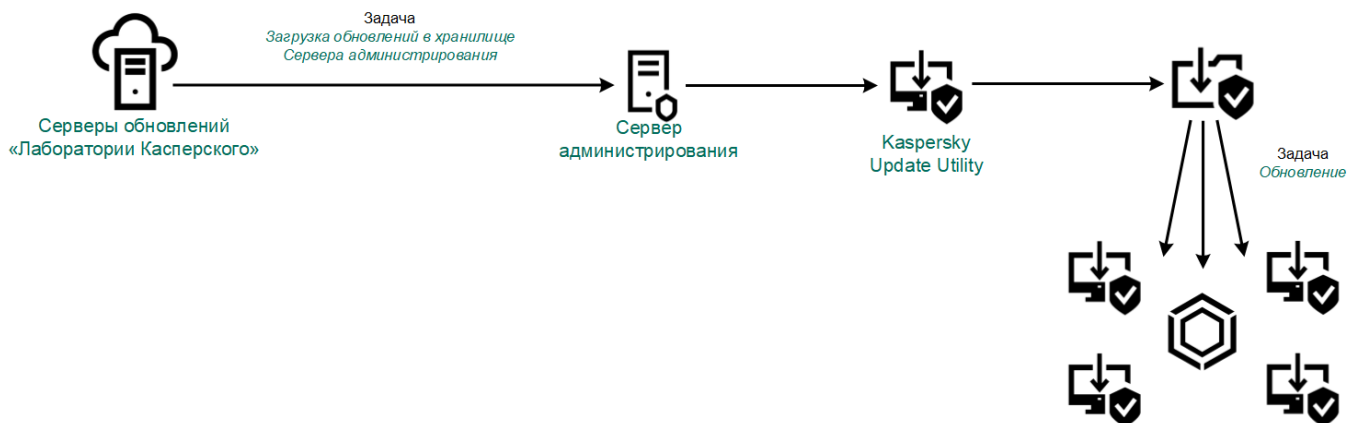 Задача
Загрузка обновлений в хранилище
Сервера администрирования
Серверы обновлений
«Лаборатории Касперского»
Сервер
администрирования
Kaspersky
Update Utility
Задача
Обновление